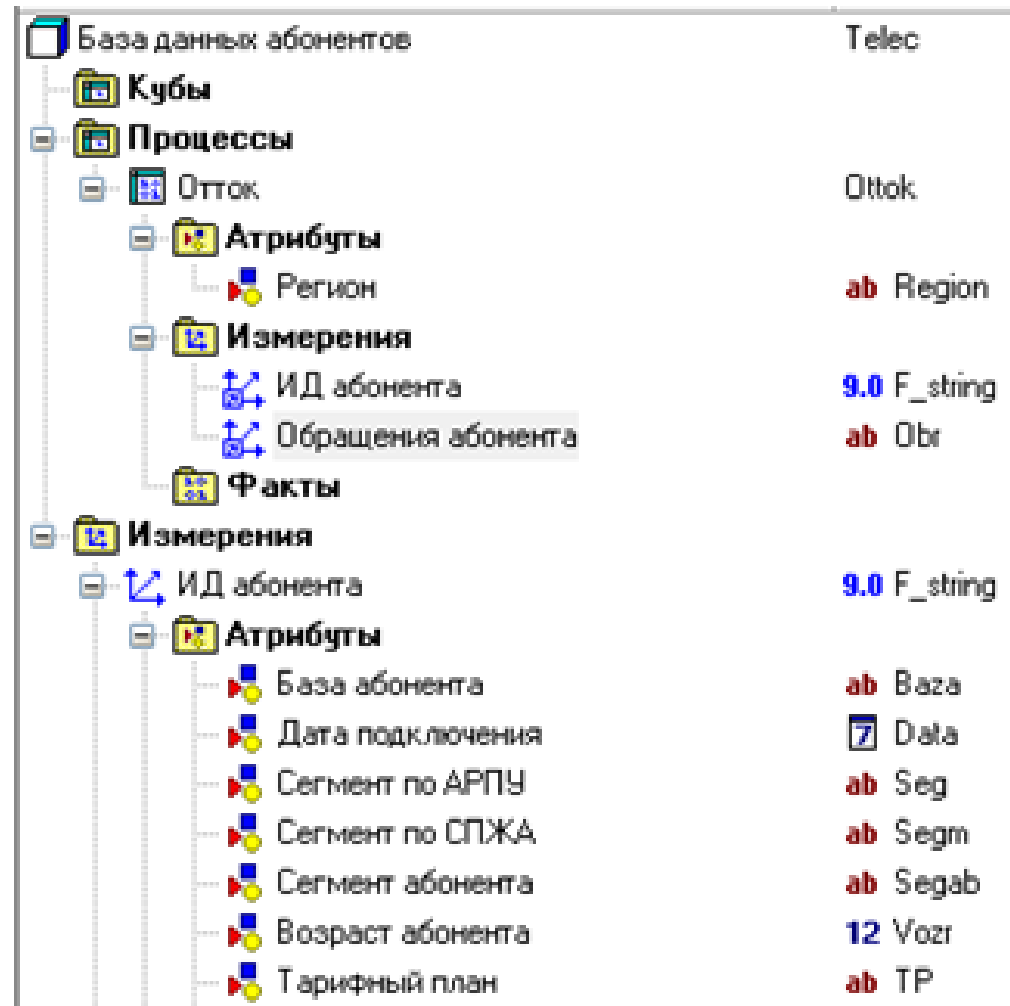 База данных абонентов Telec
Кубы
Процессы
Отток Ottok
Атрибуты
Регион ab Region
Измерения
ИД абонента 9.0 F_string
Обращения абонента ab Obr
Факты
Измерения
ИД абонента 9.0 F_string
Атрибуты
База абонента ab Baza
Дата подключения 7 Data
Сегмент по АРПУ ab Seg
Сегмент по СПЖА ab Segm
Сегмент абонента ab Segab
Возраст абонента 12 Vozr
Тарифный план ab TP